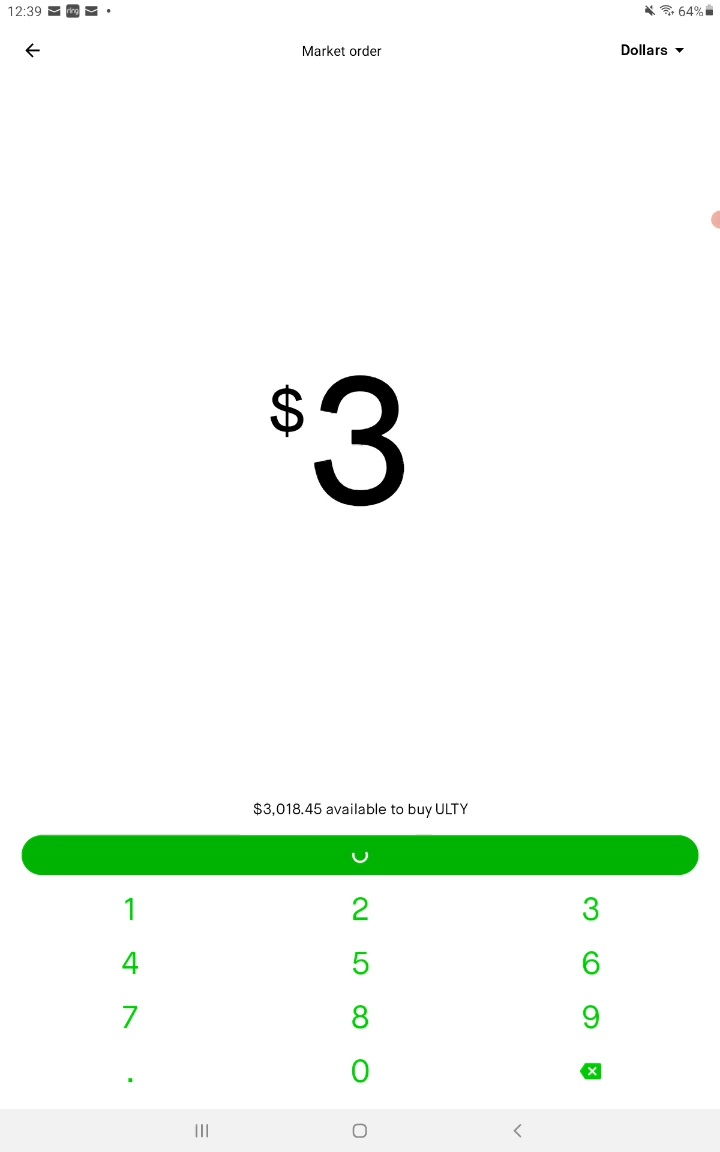 12:39 ring 64%
Market order
Dollars
$3
$3,018.45 available to buy ULTY
1 2 3
4 5 6
7 8 9
. 0